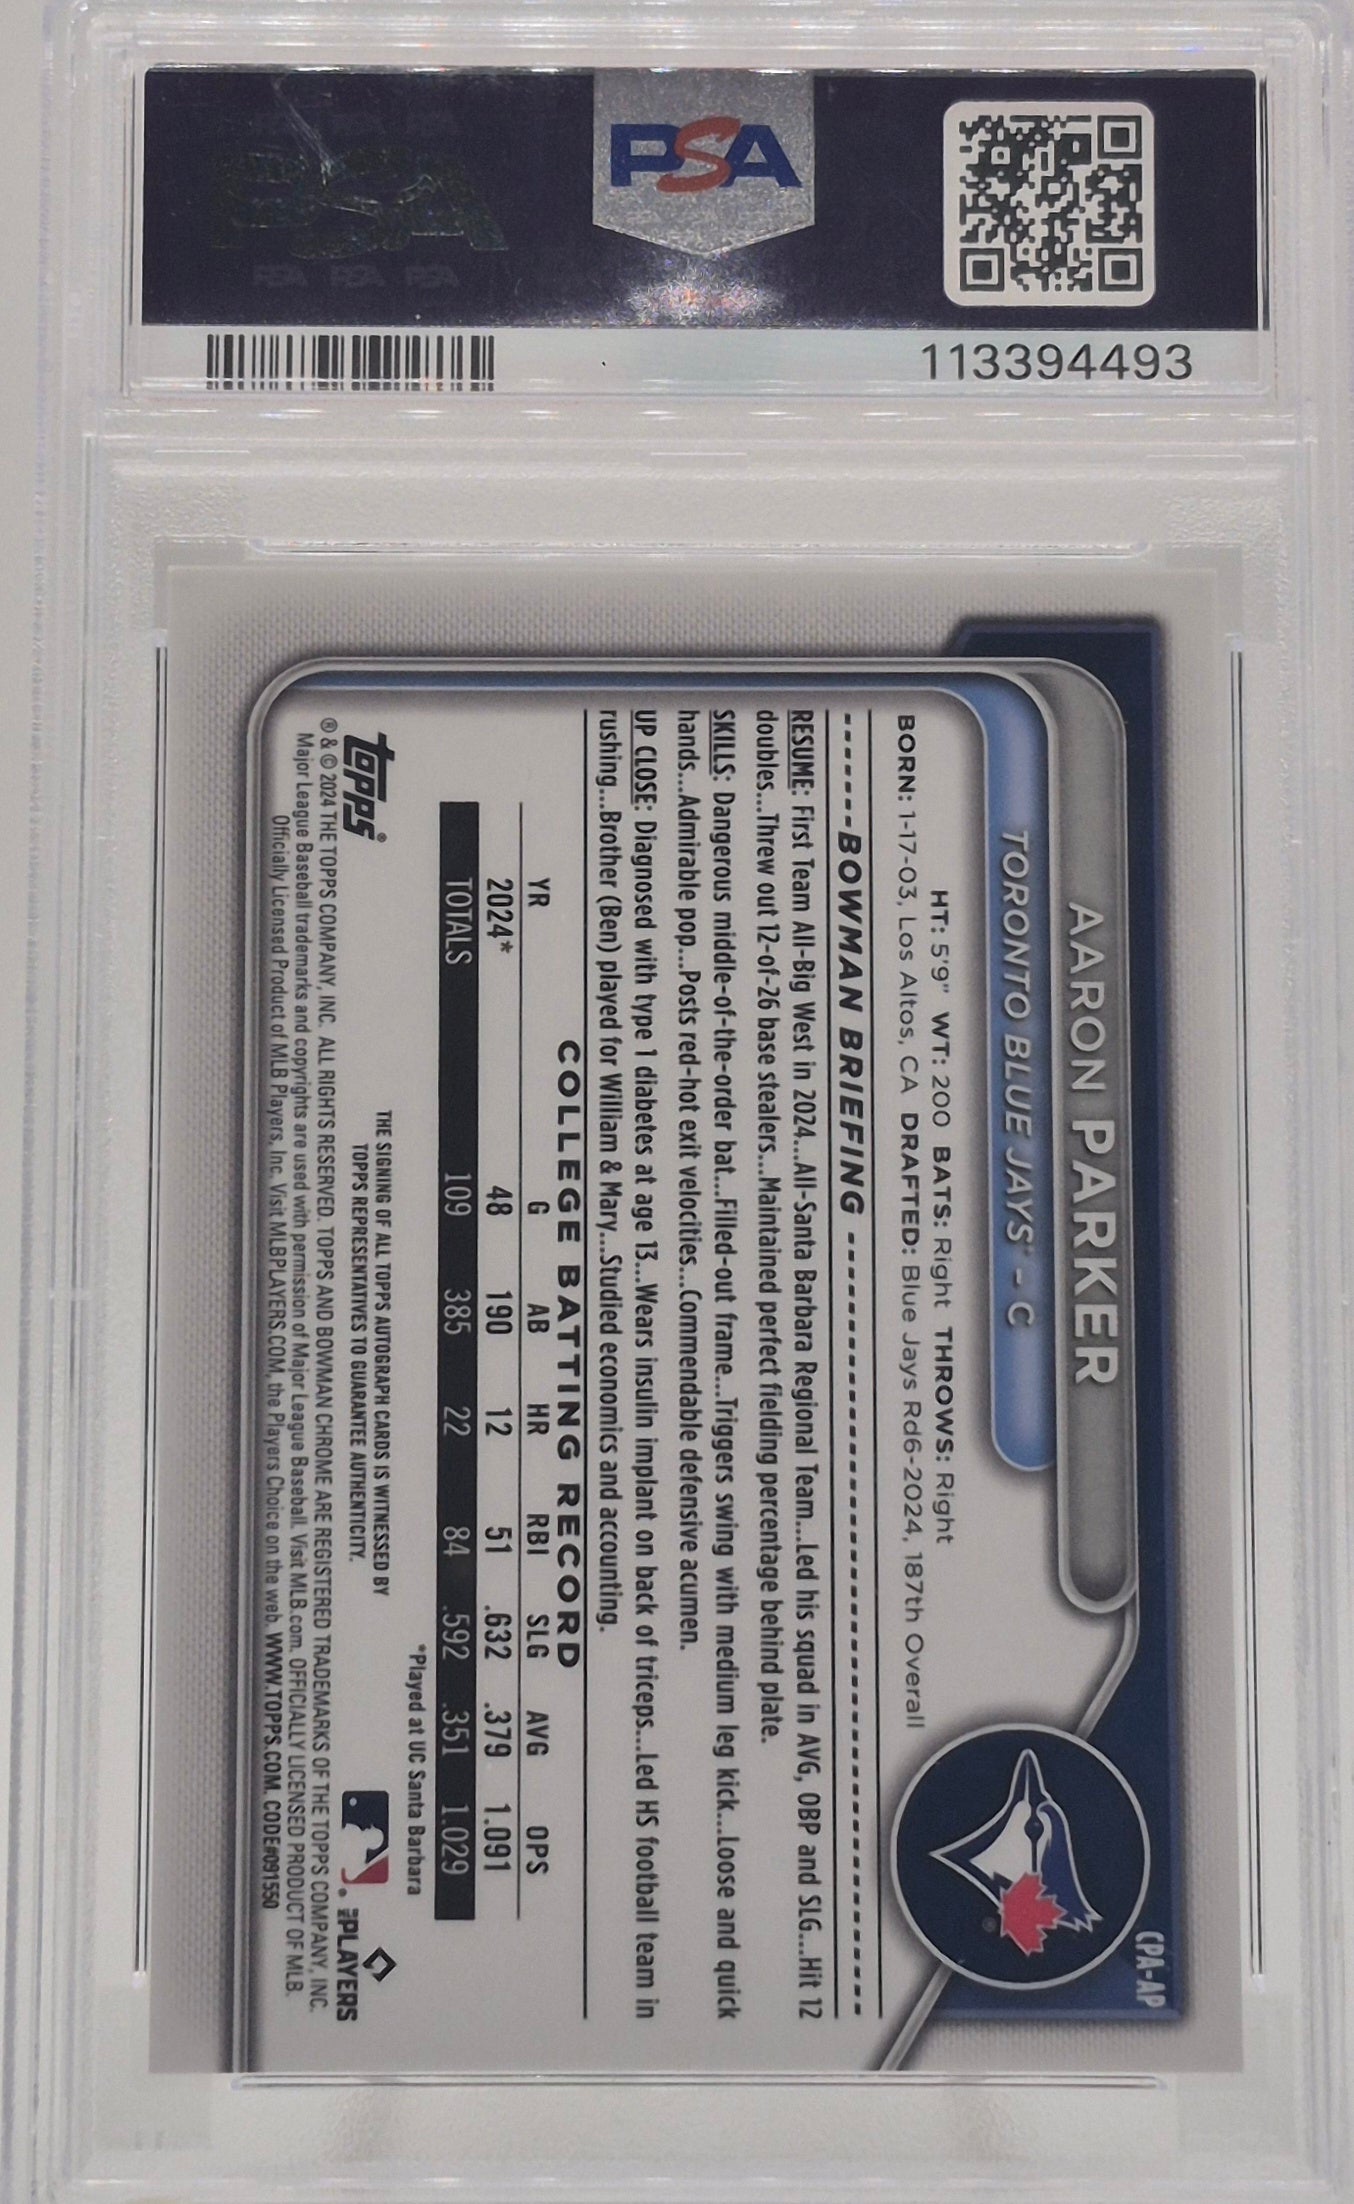 PSA
113394493
CPA-AP
AARON PARKER
TORONTO BLUE JAYS® - C
HT: 5'9" WT: 200 BATS: Right THROWS: Right
BORN: 1-17-03, Los Altos, CA DRAFTED: Blue Jays Rd6-2024, 187th Overall
BOWMAN BRIEFING
RESUME: First Team All-Big West in 2024...All-Santa Barbara Regional Team...Led his squad in AVG, OBP and SLG...Hit 12
doubles...Threw out 12-of-26 base stealers...Maintained perfect fielding percentage behind plate.
SKILLS: Dangerous middle-of-the-order bat...Filled-out frame...Triggers swing with medium leg kick...Loose and quick
hands...Admirable pop...Posts red-hot exit velocities...Commendable defensive acumen.
UP CLOSE: Diagnosed with type 1 diabetes at age 13...Wears insulin implant on back of triceps...Led HS football team in
rushing...Brother (Ben) played for William & Mary...Studied economics and accounting.
COLLEGE BATTING RECORD
YR G AB HR RBI SLG AVG OPS
2024* 48 190 12 51 .632 .379 1.091
TOTALS 109 385 22 84 .592 .351 1.029
*Played at UC Santa Barbara
topps®
THE SIGNING OF ALL TOPPS AUTOGRAPH CARDS IS WITNESSED BY
TOPPS REPRESENTATIVES TO GUARANTEE AUTHENTICITY.
PLAYERS
® & © 2024 THE TOPPS COMPANY, INC. ALL RIGHTS RESERVED. TOPPS AND BOWMAN CHROME ARE REGISTERED TRADEMARKS OF THE TOPPS COMPANY, INC.
Major League Baseball trademarks and copyrights are used with permission of Major League Baseball. Visit MLB.com. OFFICIALLY LICENSED PRODUCT OF MLB.
Officially Licensed Product of MLB Players, Inc. Visit MLBPLAYERS.COM, the Players Choice on the web. WWW.TOPPS.COM. CODE#091550